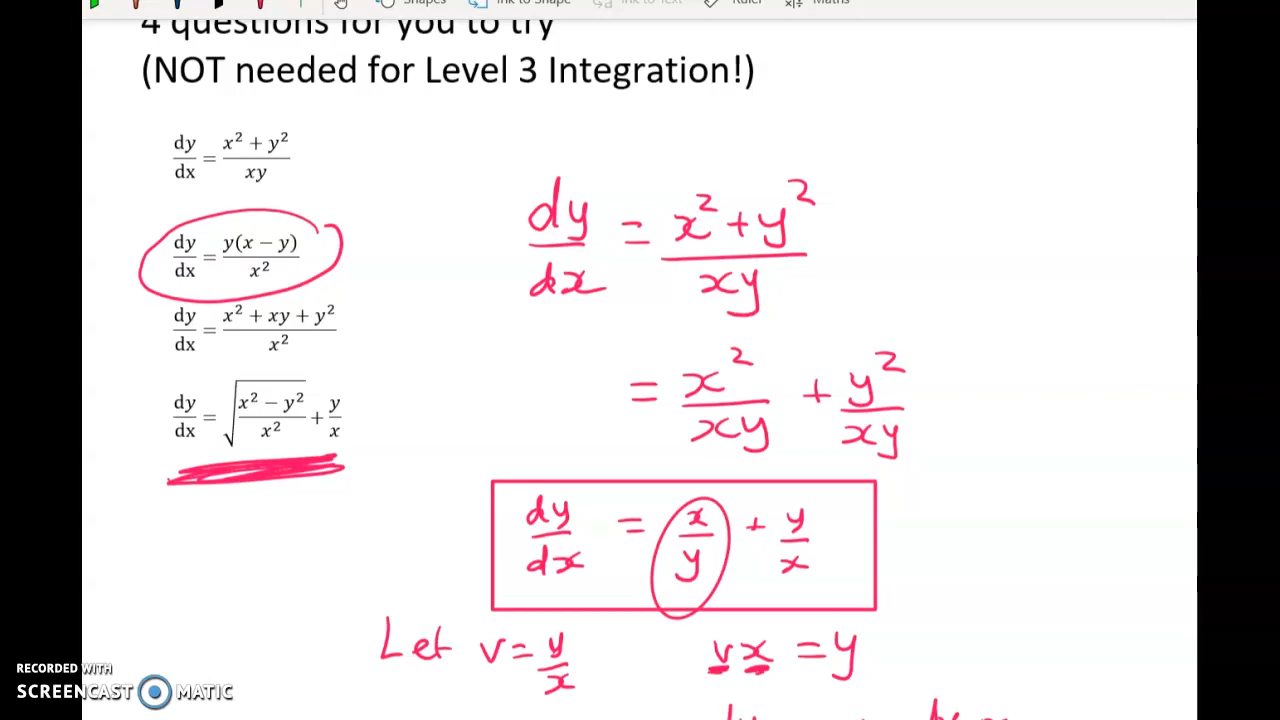 Shapes Ink to Shape Ink to Text Ruler Maths
4 questions for you to try
(NOT needed for Level 3 Integration!)
dy/dx = (x² + y²)/(xy)
dy/dx = y(x − y)/x²
dy/dx = (x² + xy + y²)/x²
dy/dx = √((x² − y²)/x²) + y/x
dy/dx = (x² + y²)/(xy)
= x²/(xy) + y²/(xy)
dy/dx = x/y + y/x
Let v = y/x vx = y
RECORDED WITH
SCREENCAST MATIC